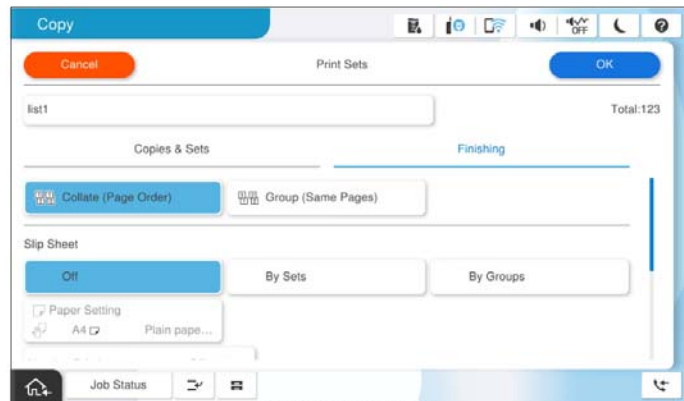 Copy
OFF
Cancel
Print Sets
OK
list1
Total:123
Copies & Sets
Finishing
Collate (Page Order)
Group (Same Pages)
Slip Sheet
Off
By Sets
By Groups
Paper Setting
A4
Plain pape...
Job Status